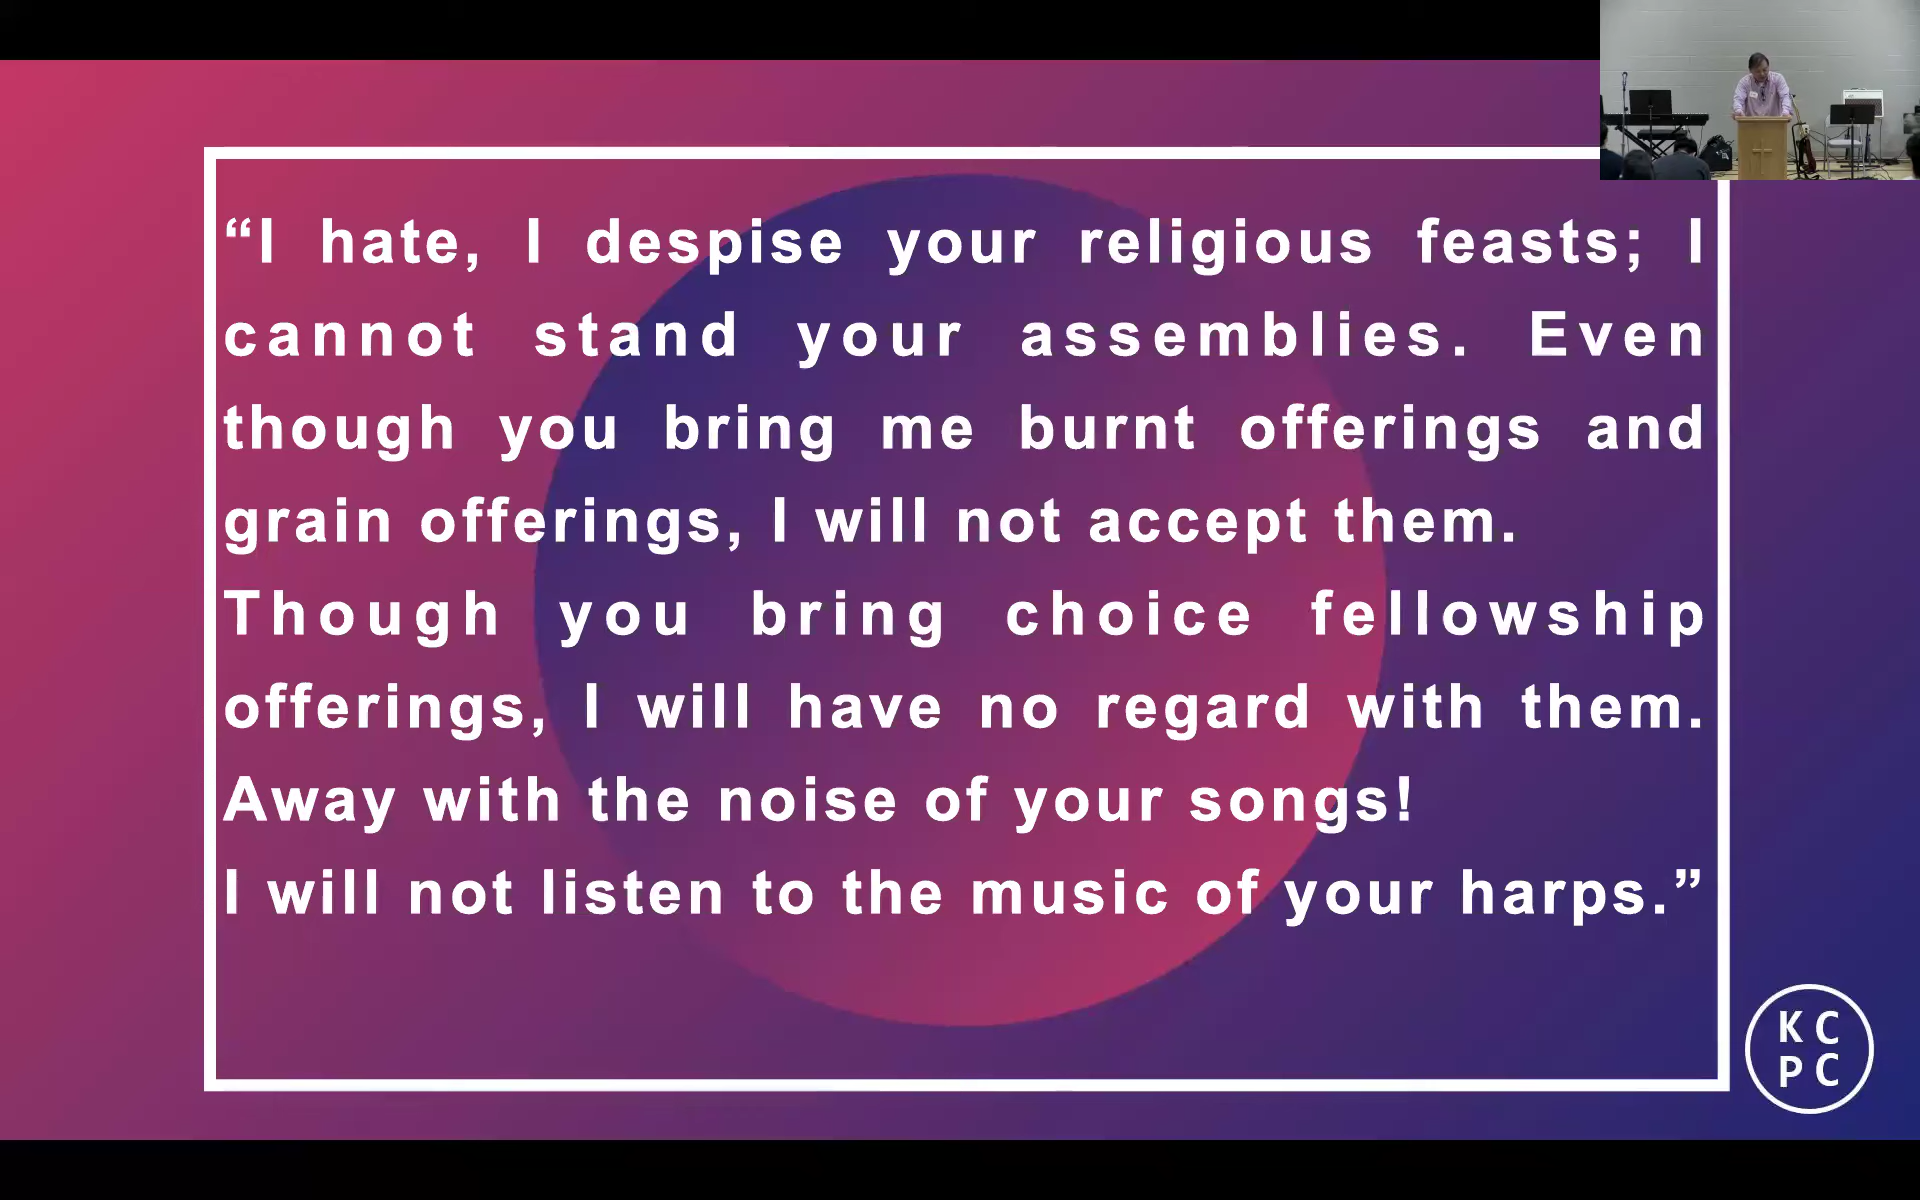 “I hate, I despise your religious feasts; I
cannot stand your assemblies. Even
though you bring me burnt offerings and
grain offerings, I will not accept them.
Though you bring choice fellowship
offerings, I will have no regard with them.
Away with the noise of your songs!
I will not listen to the music of your harps.”
K C
P C